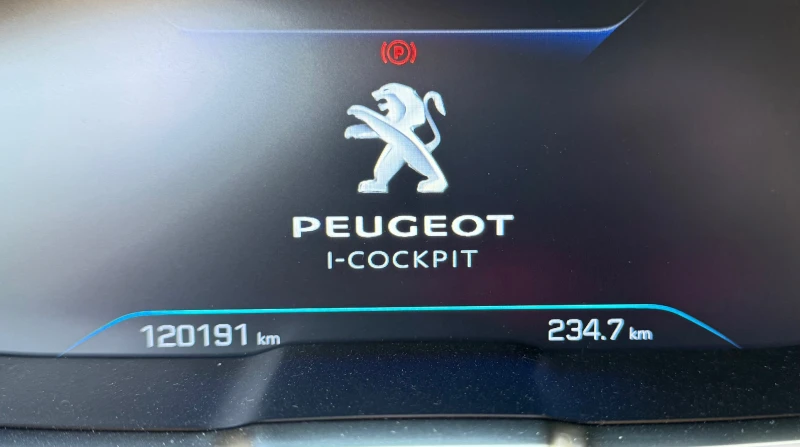 P
PEUGEOT
I-COCKPIT
120191 km
234.7 km